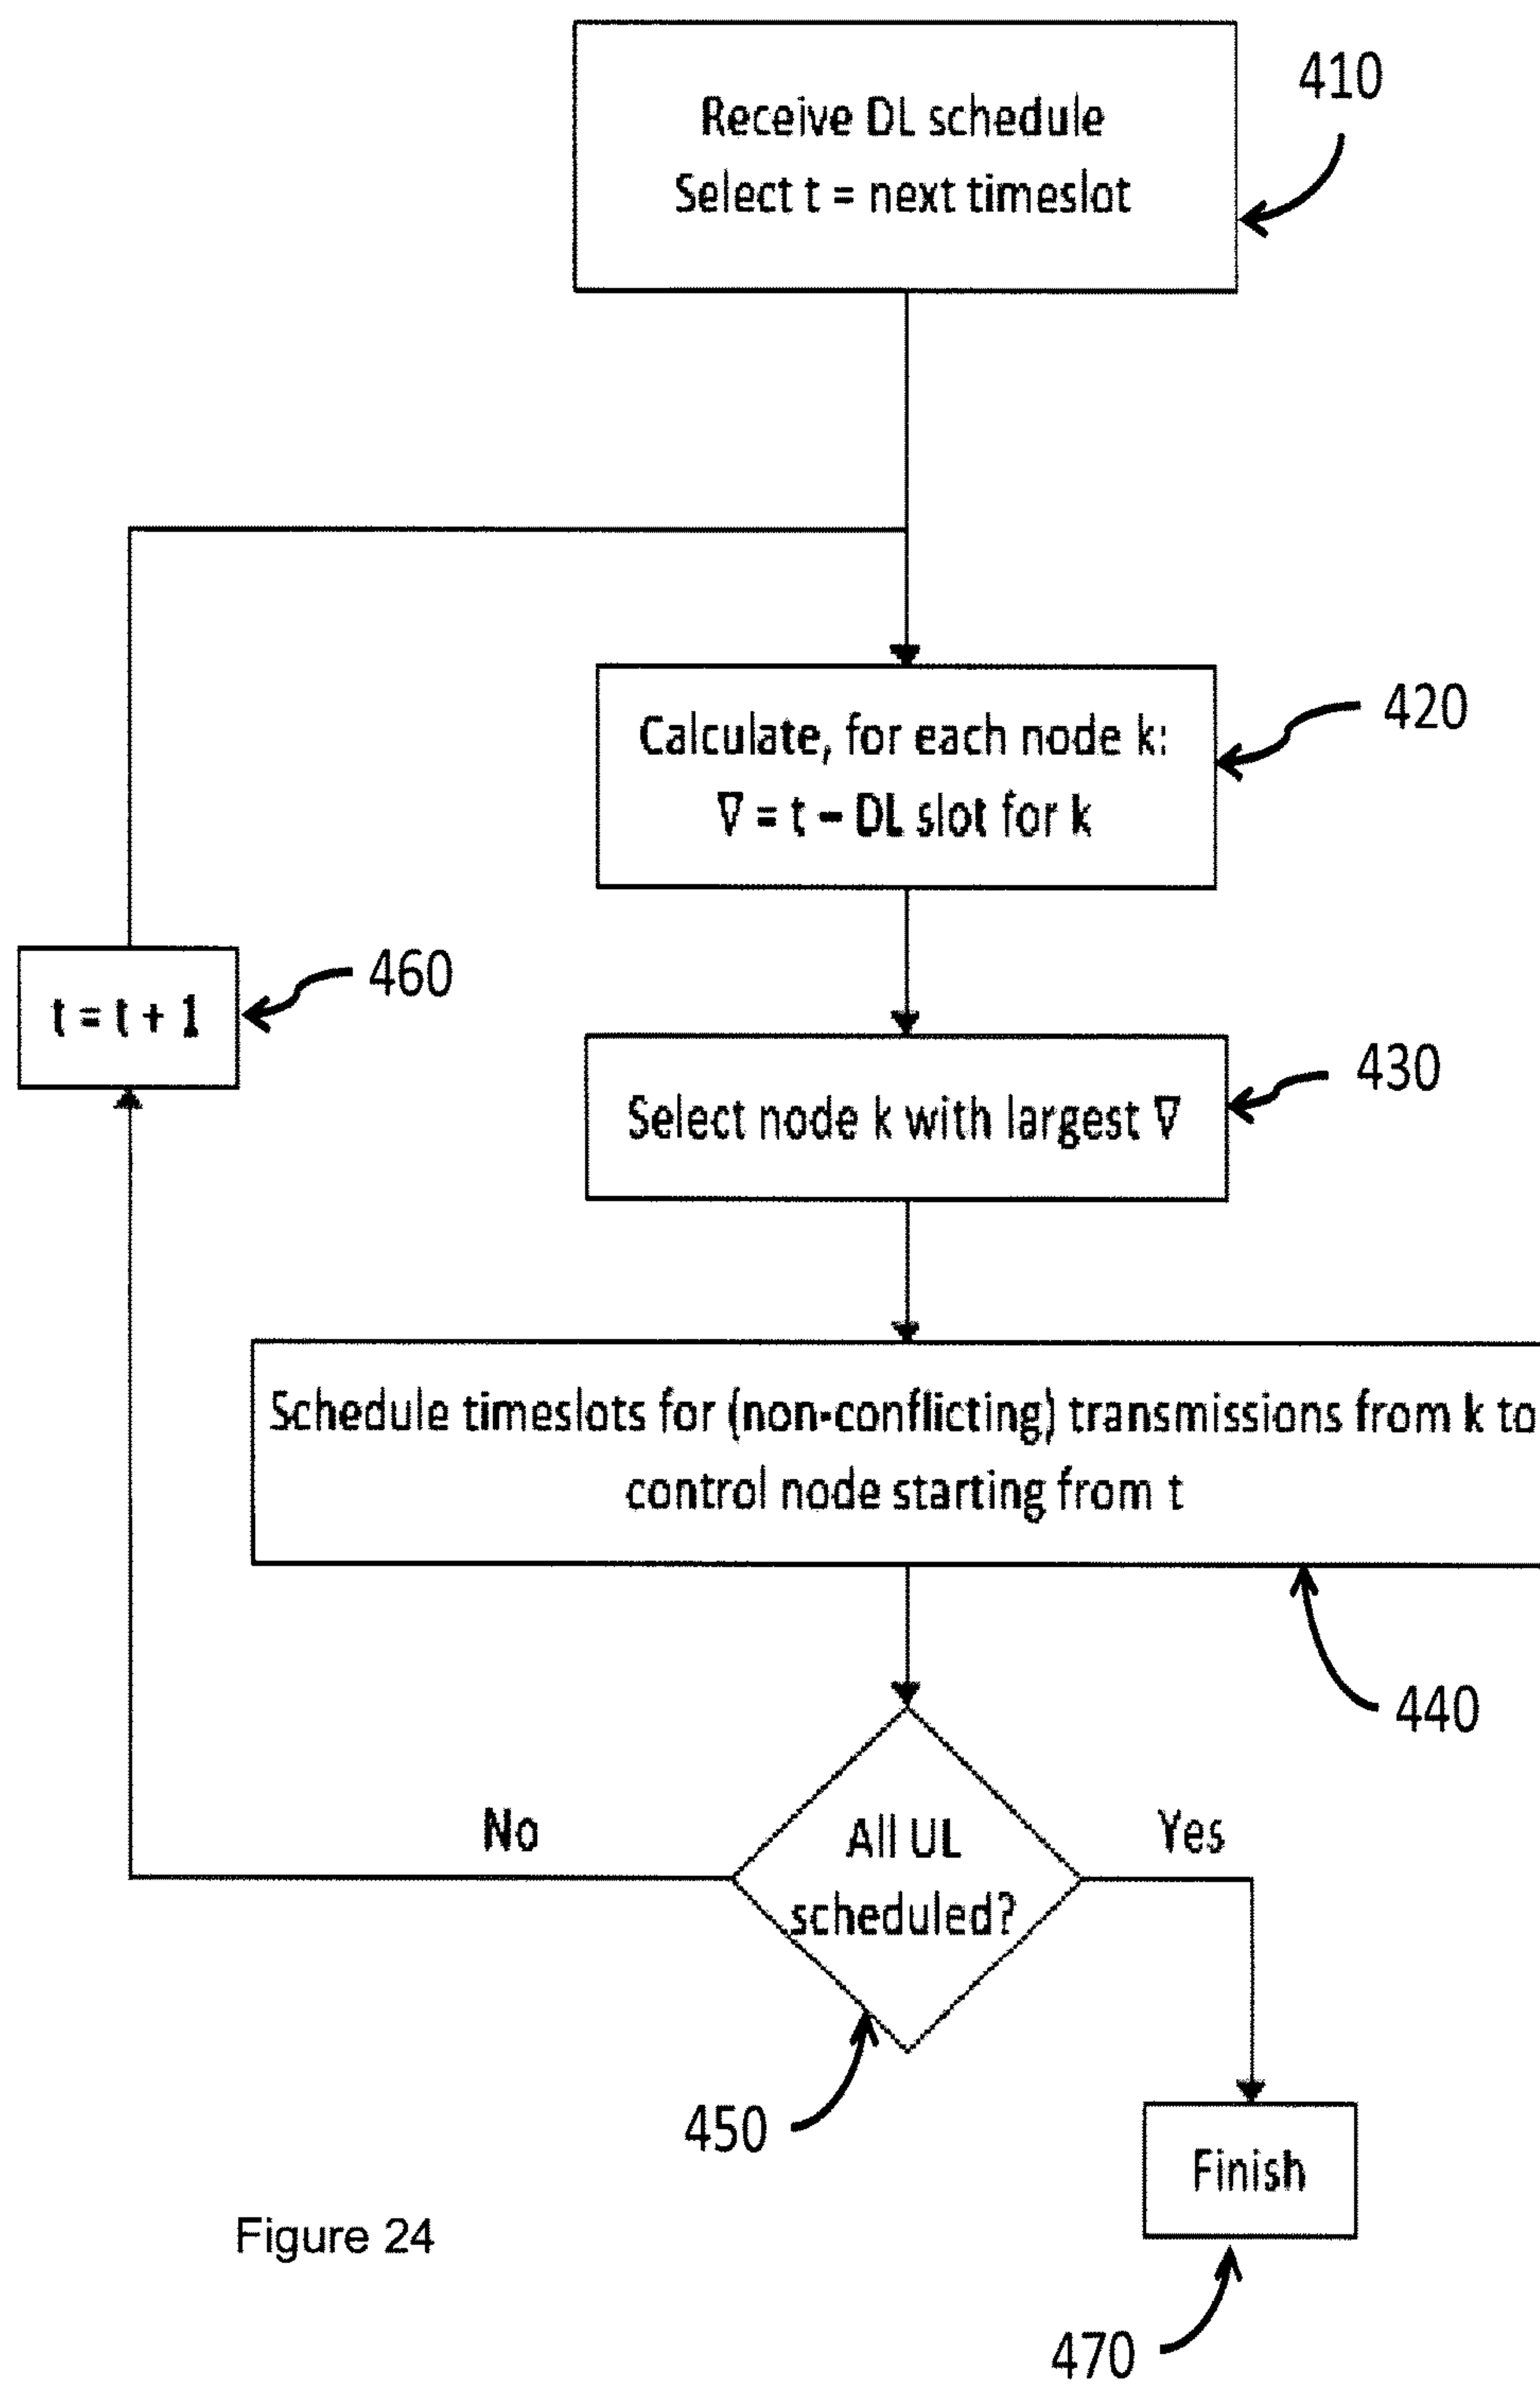 Receive DL schedule
Select t = next timeslot
410
Calculate, for each node k:
∇ = t – DL slot for k
420
t = t + 1
460
Select node k with largest ∇
430
Schedule timeslots for (non-conflicting) transmissions from k to
control node starting from t
440
No
All UL
scheduled?
Yes
450
Finish
Figure 24
470